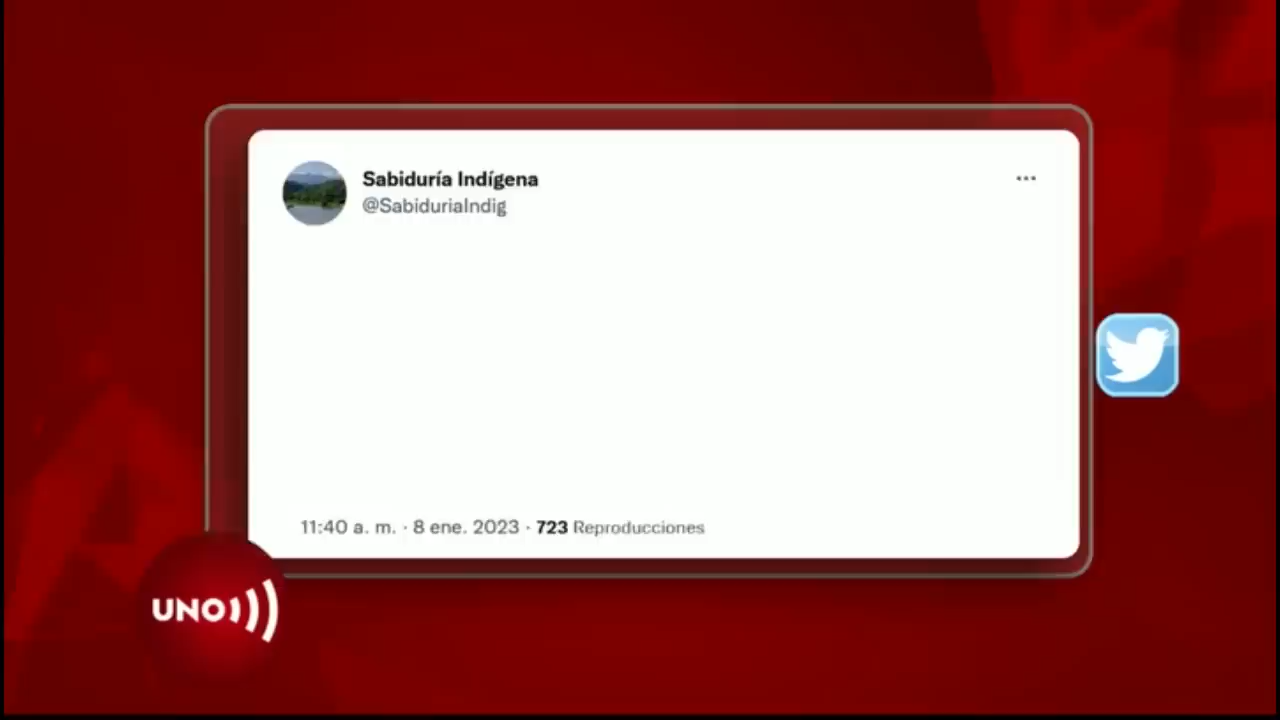 Sabiduría Indígena
@SabiduriaIndig
11:40 a. m. · 8 ene. 2023 · 723 Reproducciones
UNO